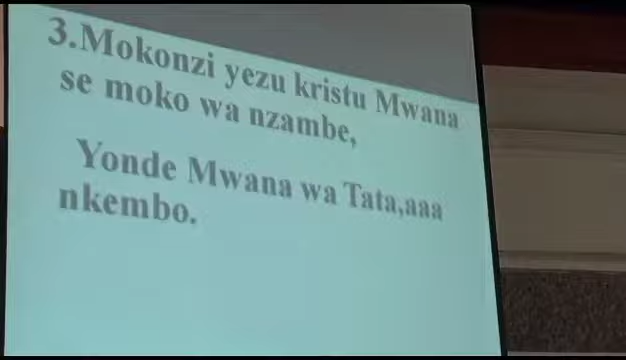 3.Mokonzi yezu kristu Mwana
se moko wa nzambe,
Yonde Mwana wa Tata,aaa
nkembo.